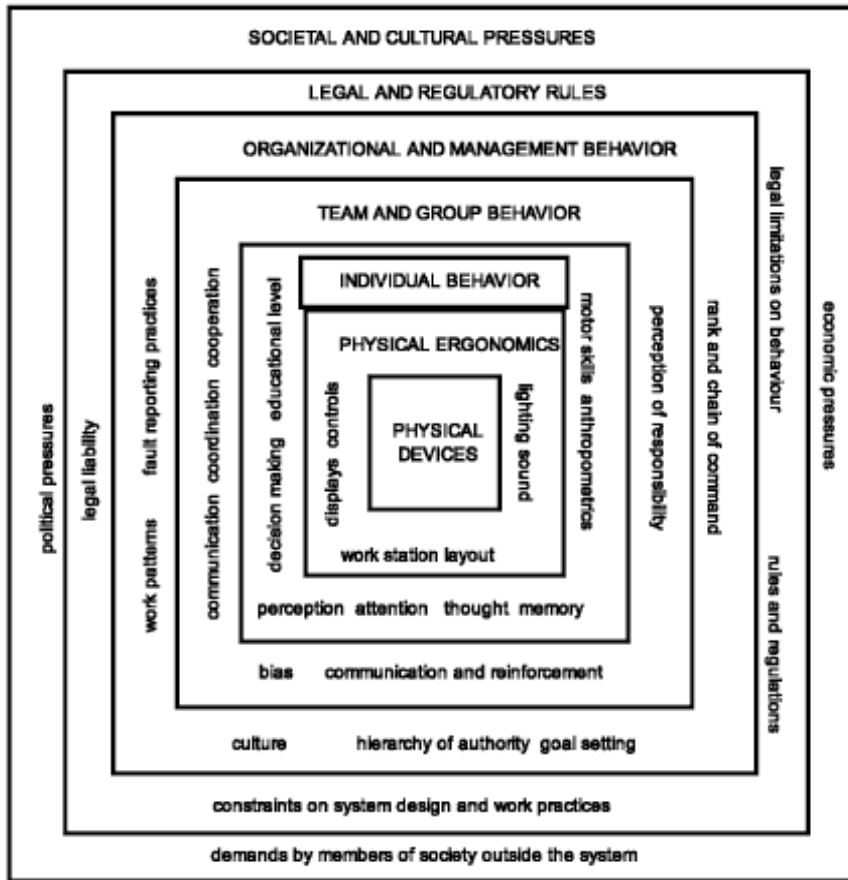 SOCIETAL AND CULTURAL PRESSURES
political pressures
economic pressures
demands by members of society outside the system
LEGAL AND REGULATORY RULES
legal liability
legal limitations on behaviour
rules and regulations
constraints on system design and work practices
ORGANIZATIONAL AND MANAGEMENT BEHAVIOR
work patterns fault reporting practices
rank and chain of command
culture hierarchy of authority goal setting
TEAM AND GROUP BEHAVIOR
communication coordination cooperation
perception of responsibility
bias communication and reinforcement
INDIVIDUAL BEHAVIOR
decision making educational level
motor skills anthropometrics
perception attention thought memory
PHYSICAL ERGONOMICS
displays controls
lighting sound
work station layout
PHYSICAL
DEVICES